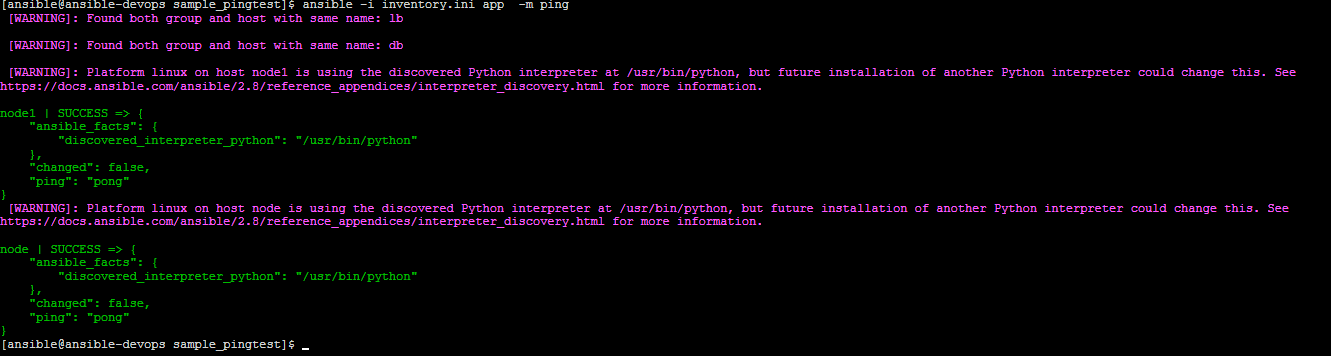 [ansible@ansible-devops sample_pingtest]$ ansible -i inventory.ini app  -m ping
 [WARNING]: Found both group and host with same name: lb
 [WARNING]: Found both group and host with same name: db
 [WARNING]: Platform linux on host node1 is using the discovered Python interpreter at /usr/bin/python, but future installation of another Python interpreter could change this. See
https://docs.ansible.com/ansible/2.8/reference_appendices/interpreter_discovery.html for more information.
node1 | SUCCESS => {
    "ansible_facts": {
        "discovered_interpreter_python": "/usr/bin/python"
    },
    "changed": false,
    "ping": "pong"
}
 [WARNING]: Platform linux on host node is using the discovered Python interpreter at /usr/bin/python, but future installation of another Python interpreter could change this. See
https://docs.ansible.com/ansible/2.8/reference_appendices/interpreter_discovery.html for more information.
node | SUCCESS => {
    "ansible_facts": {
        "discovered_interpreter_python": "/usr/bin/python"
    },
    "changed": false,
    "ping": "pong"
}
[ansible@ansible-devops sample_pingtest]$